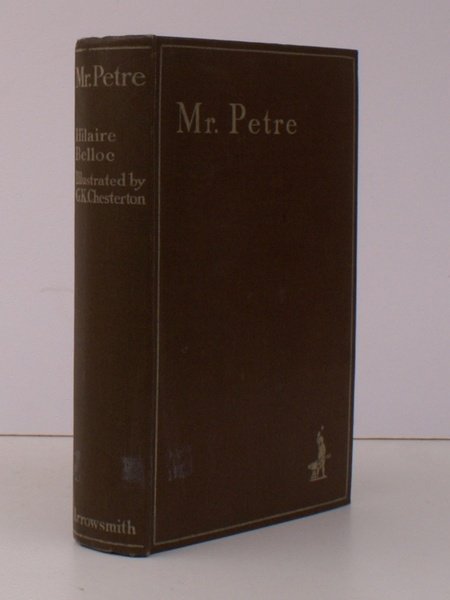 Mr. Petre
Hilaire
Belloc
Illustrated by
G.K. Chesterton
Arrowsmith
Mr. Petre